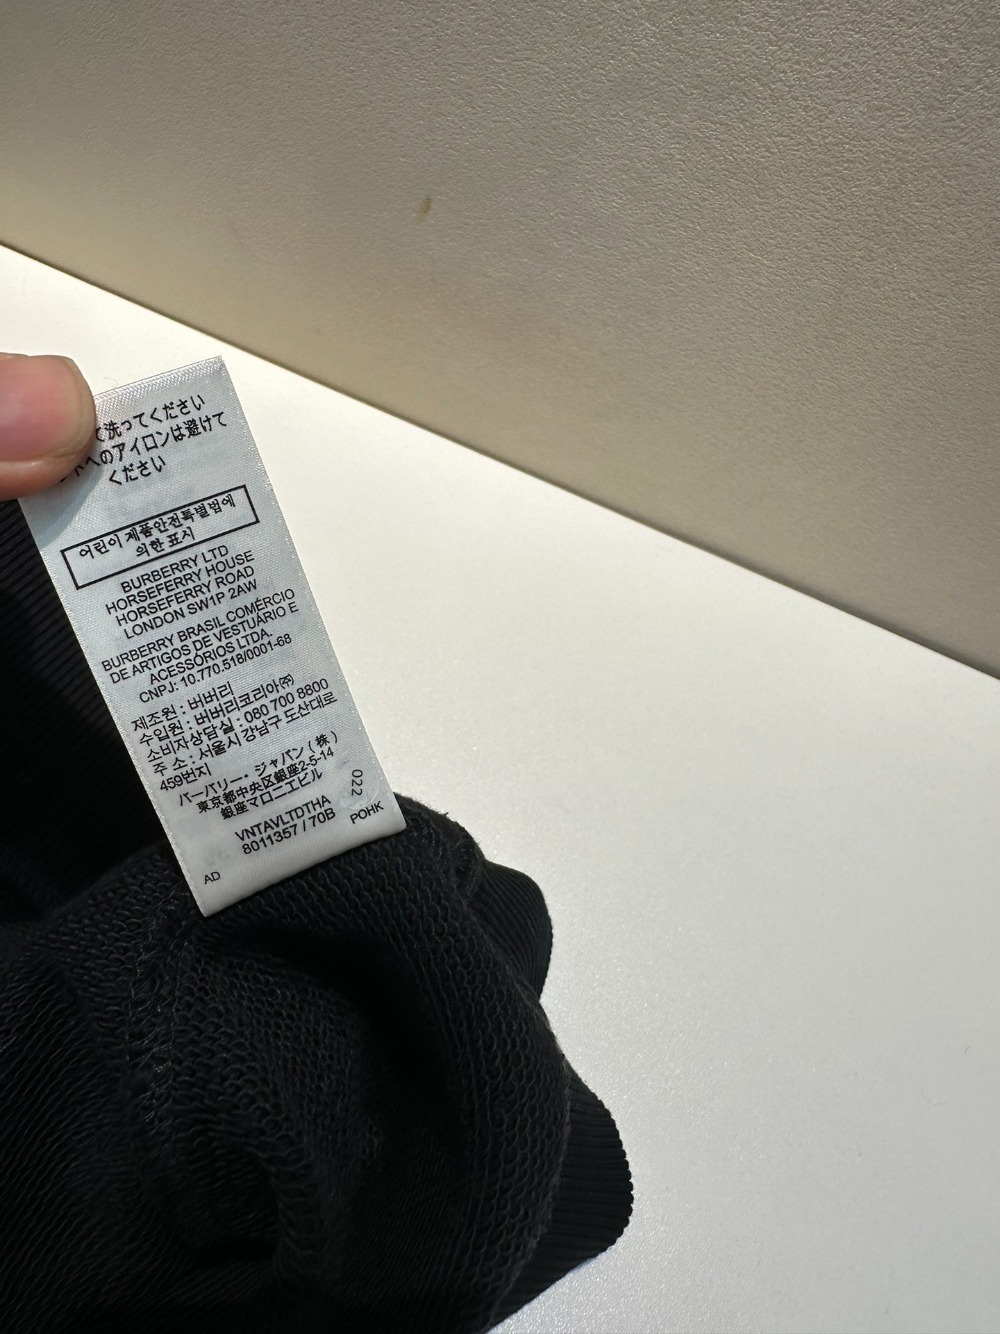 て洗ってください
へのアイロンは避けて
ください
어린이제품안전특별법에
의한 표시
BURBERRY LTD
HORSEFERRY HOUSE
HORSEFERRY ROAD
LONDON SW1P 2AW
BURBERRY BRASIL COMÉRCIO
DE ARTIGOS DE VESTUÁRIO E
ACESSÓRIOS LTDA.
CNPJ: 10.770.518/0001-68
제조원 : 버버리
수입원 : 버버리코리아㈜
소비자상담실 : 080 700 8800
주 소 : 서울시 강남구 도산대로
459번지
バーバリー・ジャパン（株）
東京都中央区銀座2-5-14
銀座マロニエビル
022
VNTAVLTDTHA
8011357 / 70B
POHK
AD